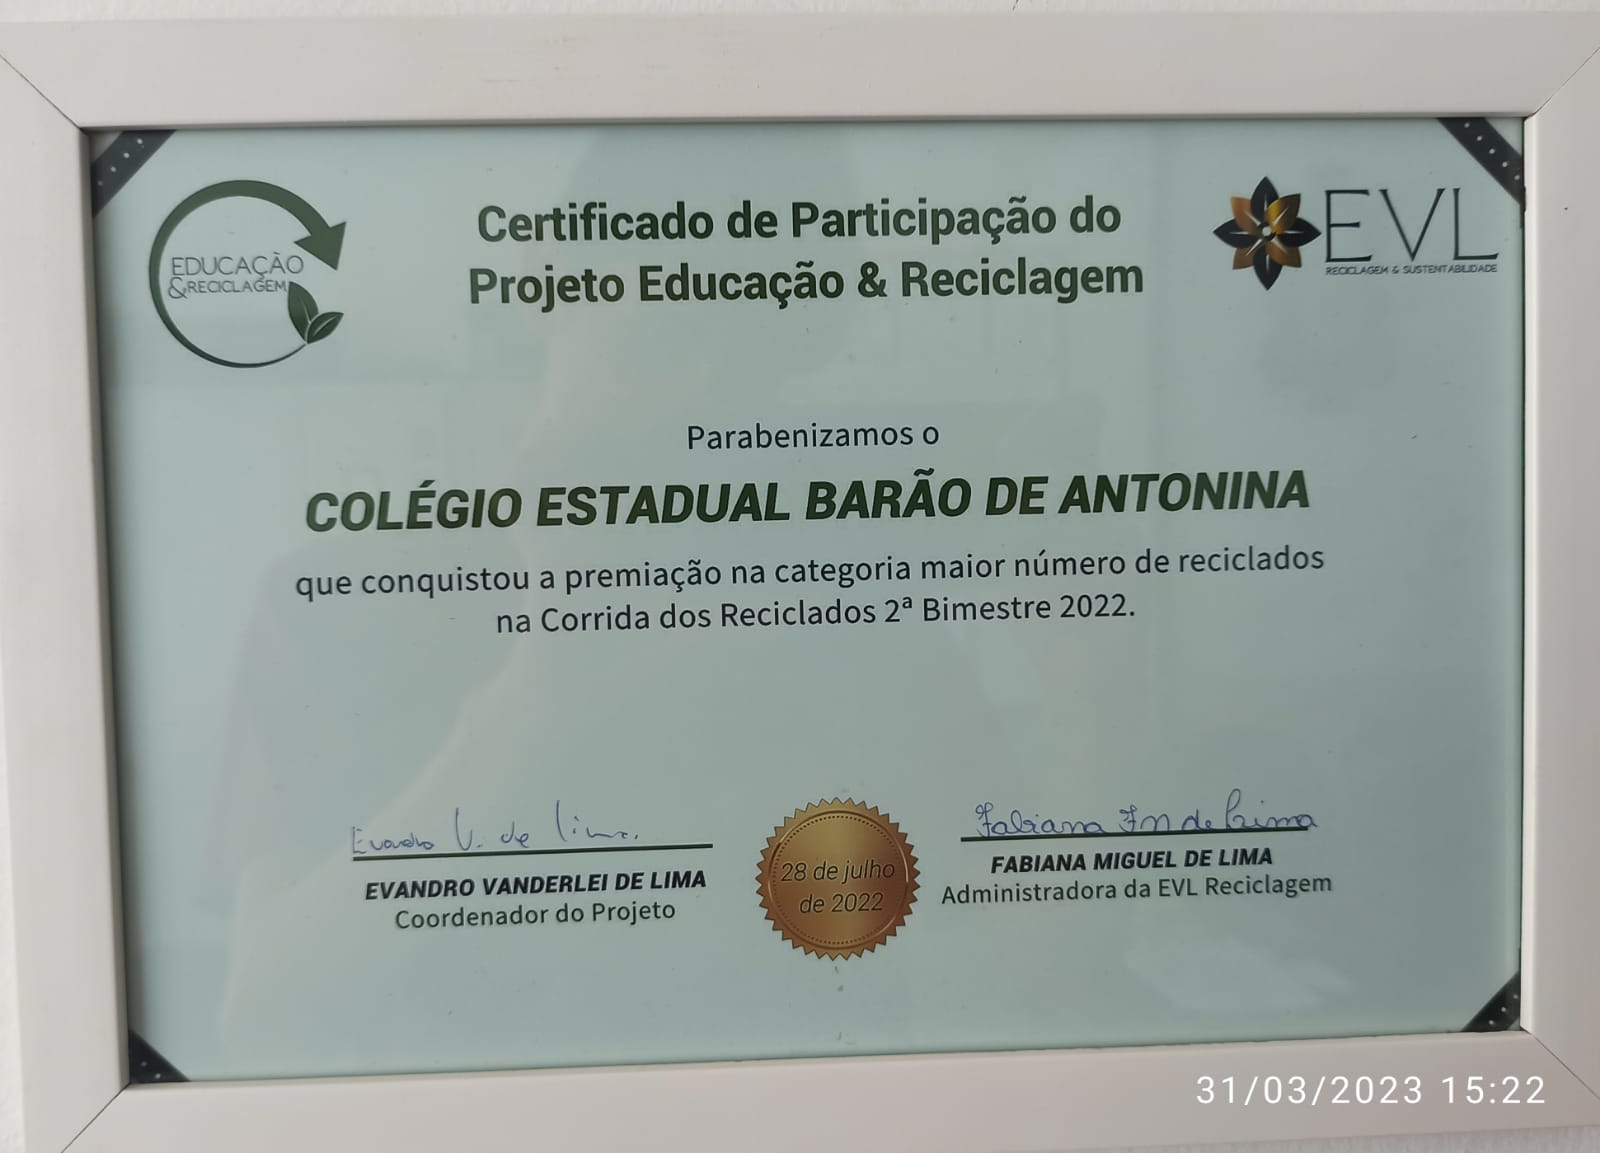 EDUCAÇÃO
&RECICLAGEM
Certificado de Participação do
Projeto Educação & Reciclagem
EVL
RECICLAGEM & SUSTENTABILIDADE
Parabenizamos o
COLÉGIO ESTADUAL BARÃO DE ANTONINA
que conquistou a premiação na categoria maior número de reciclados
na Corrida dos Reciclados 2ª Bimestre 2022.
Evandro V. de Lima.
EVANDRO VANDERLEI DE LIMA
Coordenador do Projeto
28 de julho
de 2022
Fabiana Fm de Lima
FABIANA MIGUEL DE LIMA
Administradora da EVL Reciclagem
31/03/2023 15:22